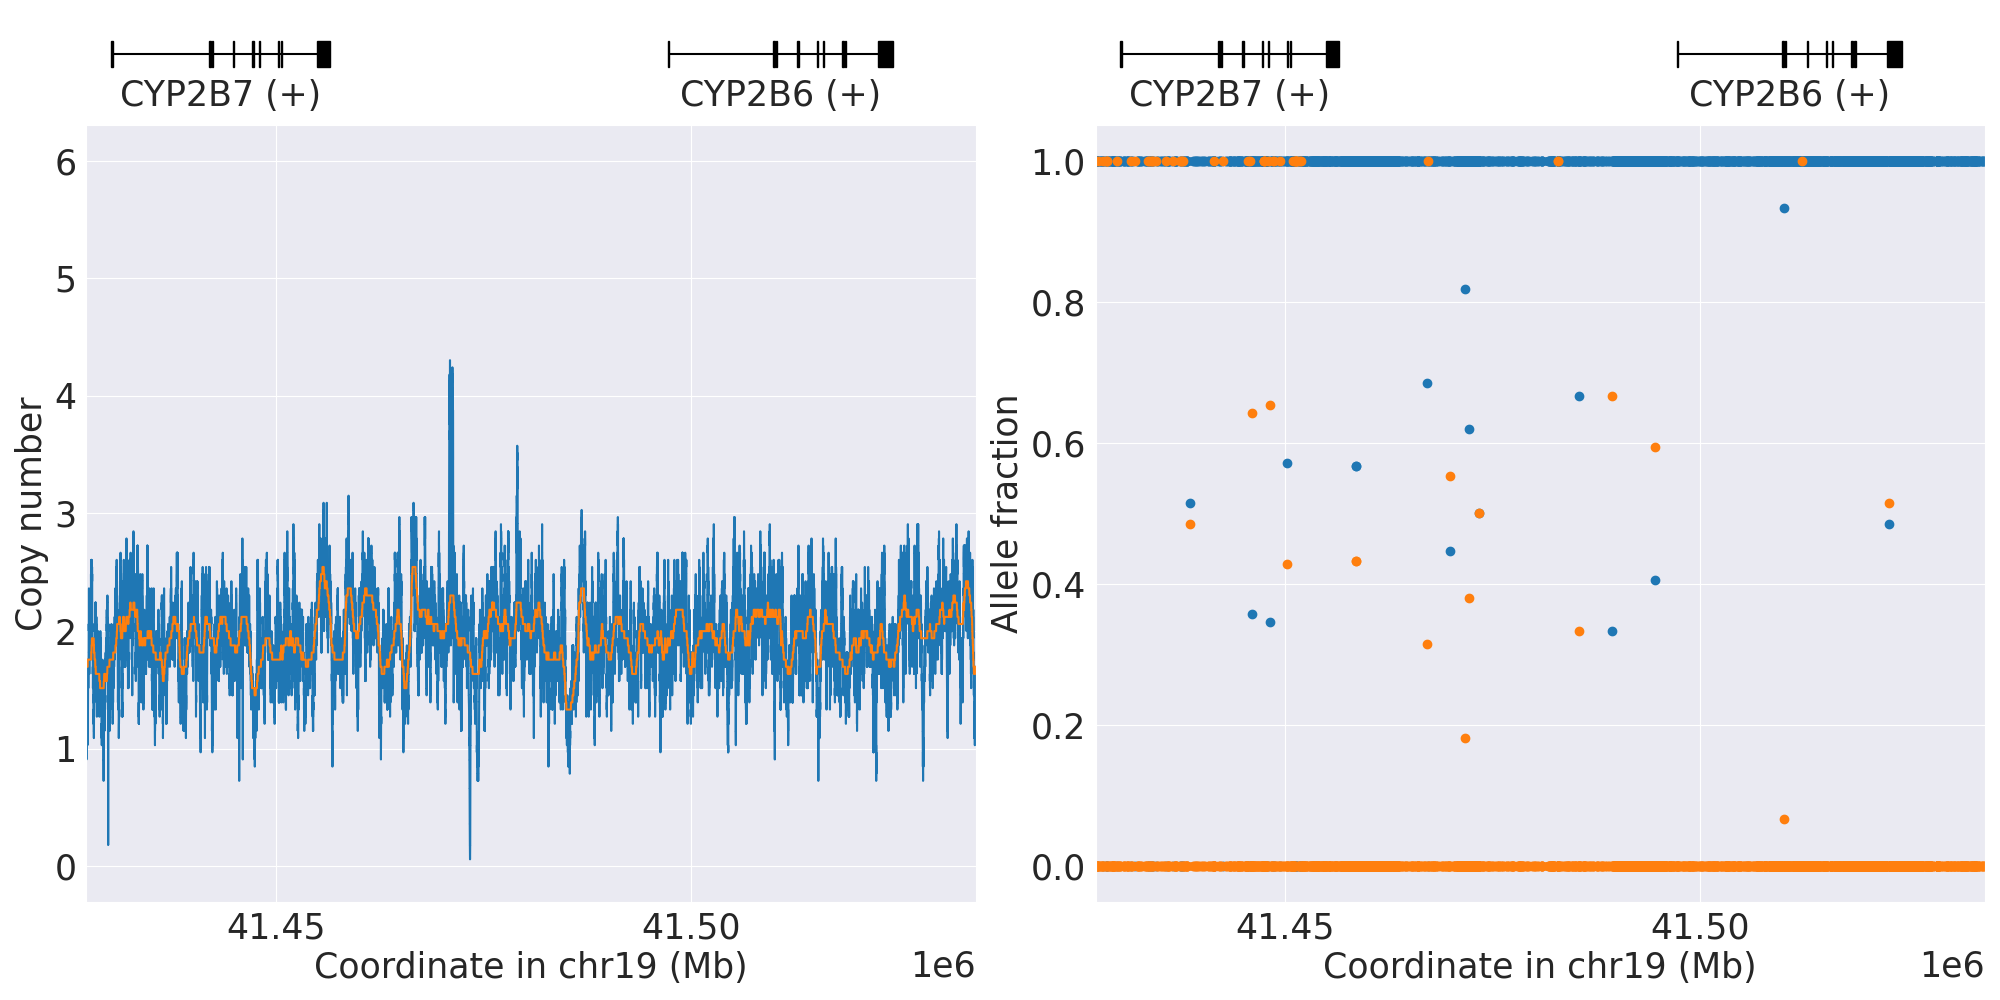 CYP2B7 (+)
CYP2B6 (+)
6
5
4
3
2
1
0
Copy number
41.45
41.50
Coordinate in chr19 (Mb)
1e6
CYP2B7 (+)
CYP2B6 (+)
1.0
0.8
0.6
0.4
0.2
0.0
Allele fraction
41.45
41.50
Coordinate in chr19 (Mb)
1e6